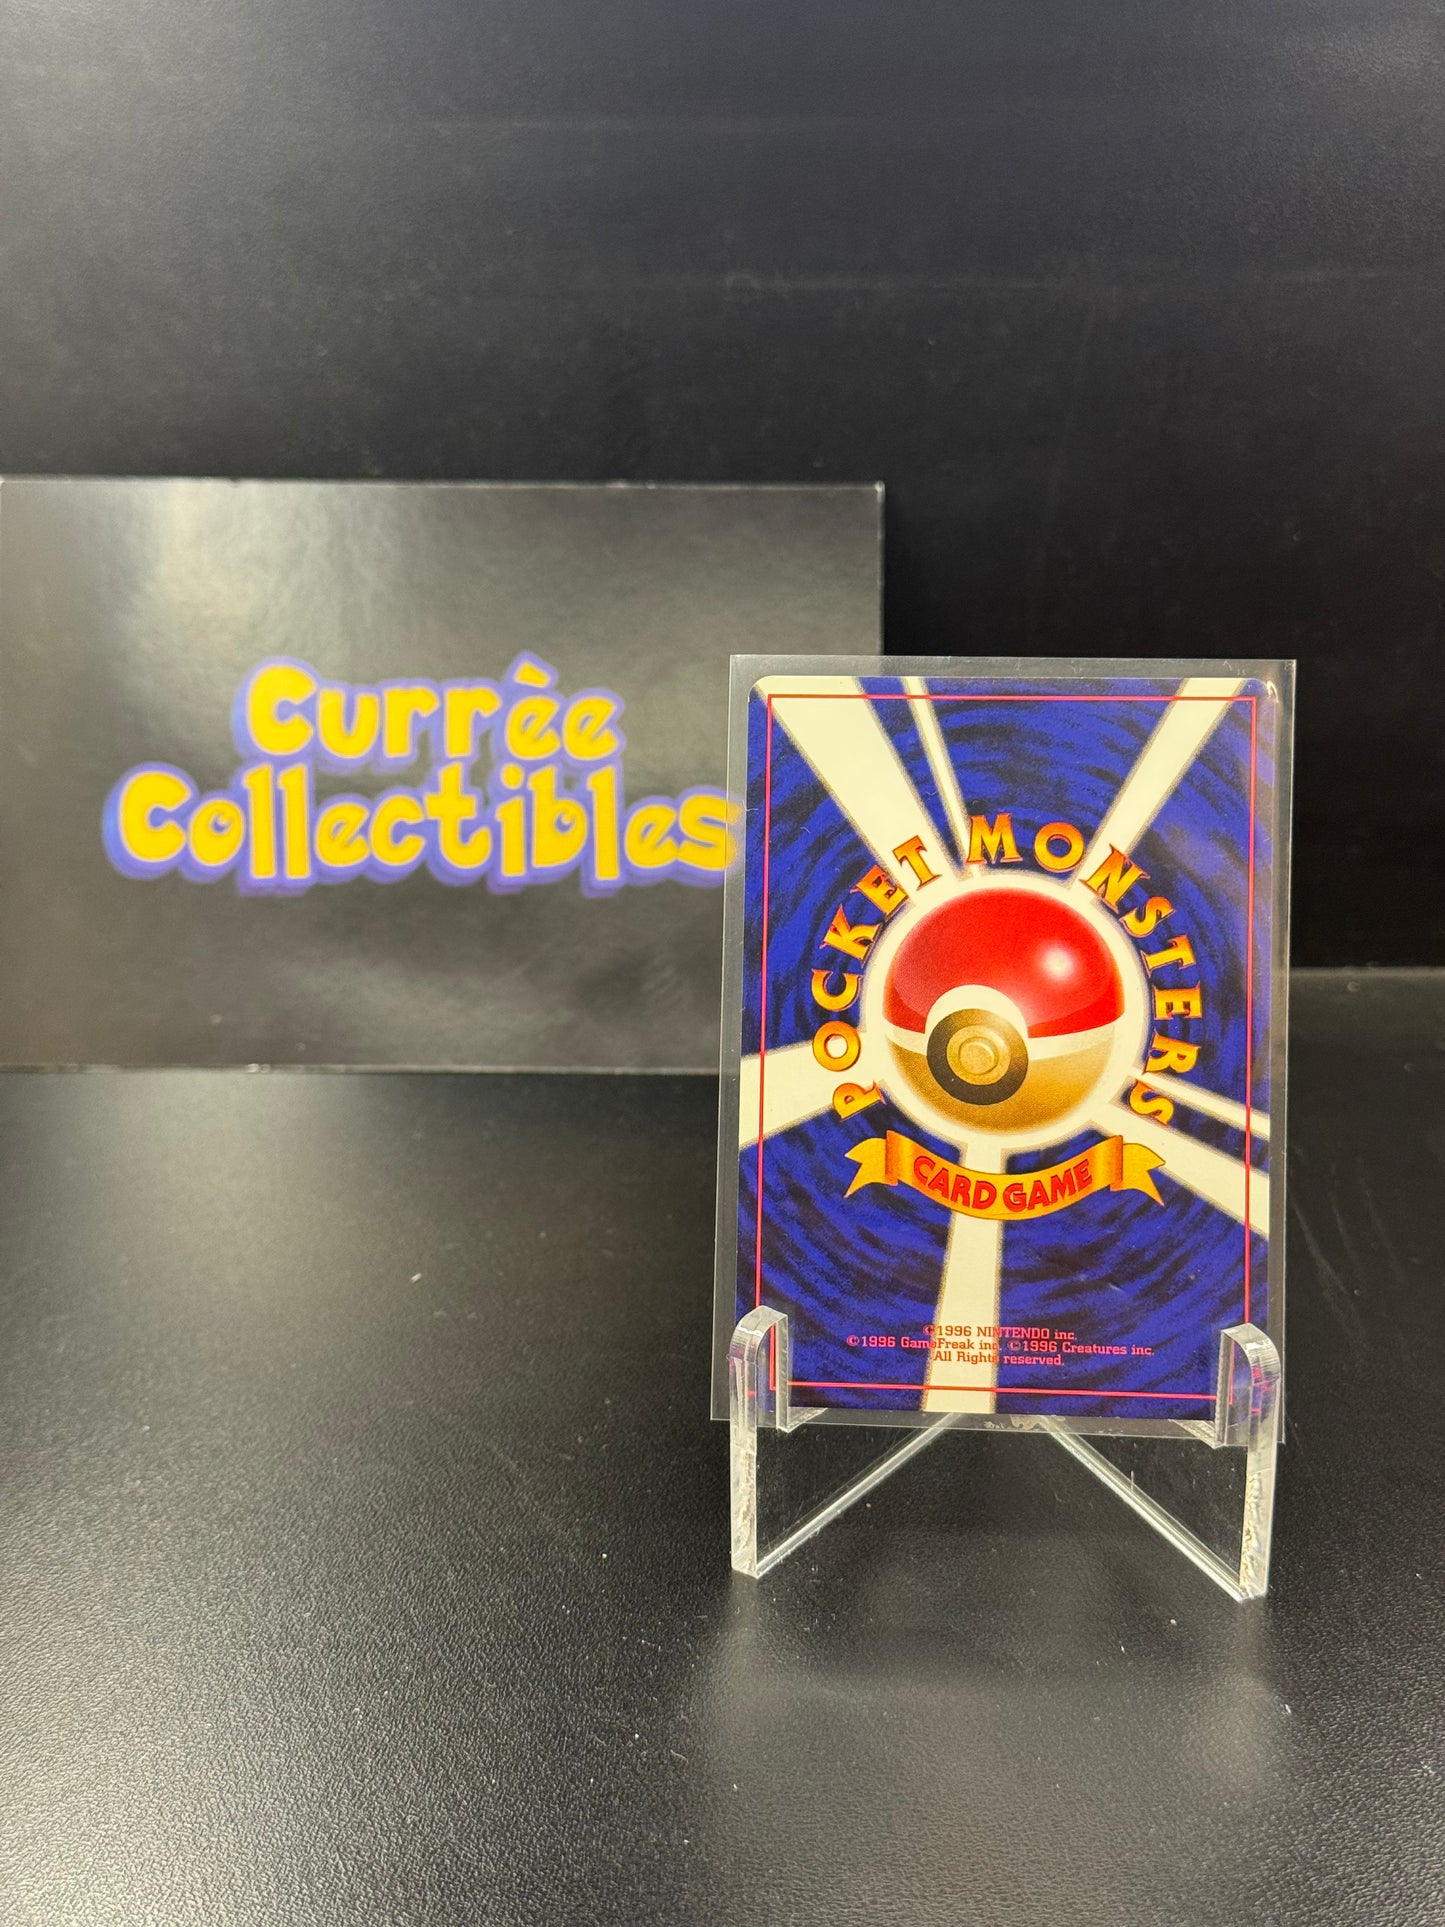 Currèe
Collectibles
POCKET MONSTERS
CARD GAME
©1996 NINTENDO inc.
©1996 GameFreak inc. ©1996 Creatures inc.
All Rights reserved.